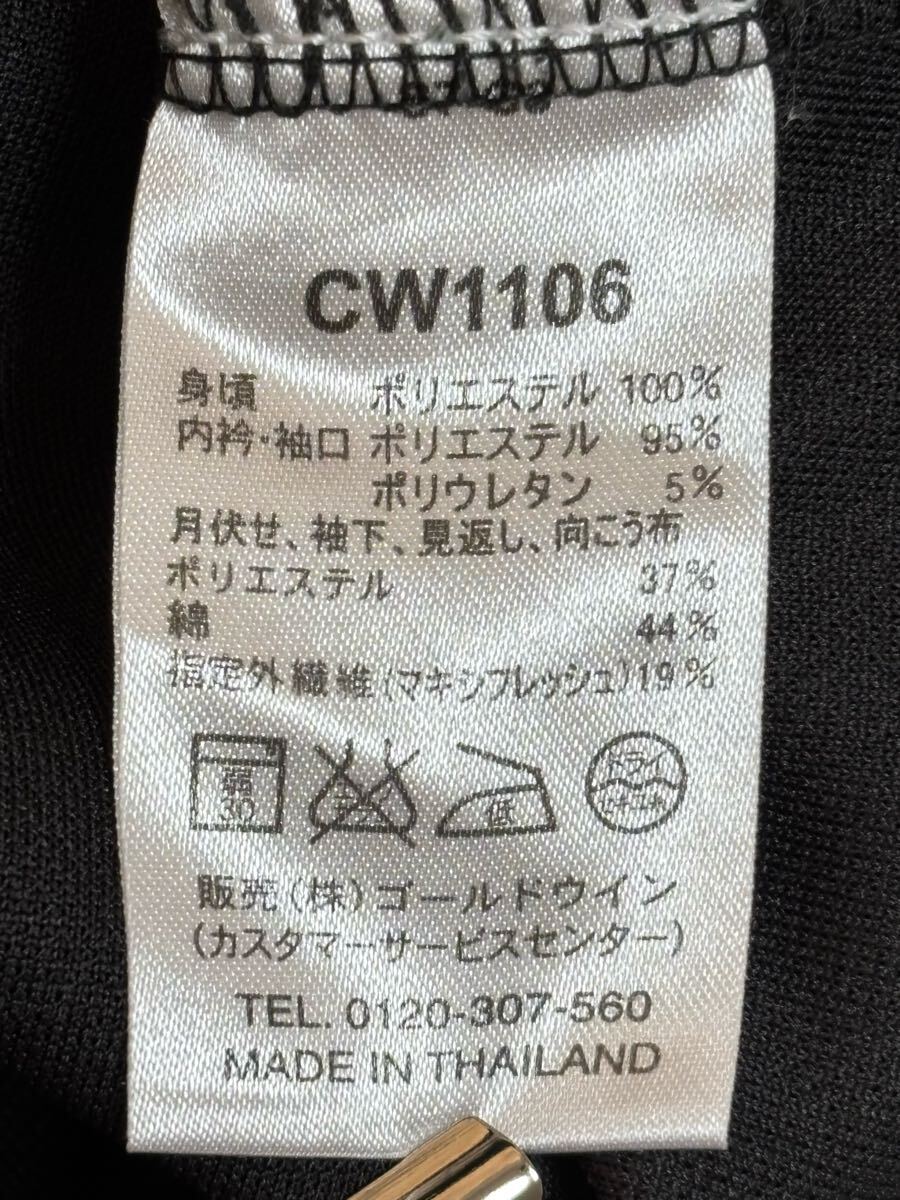 CW1106
身頃 ポリエステル 100%
内衿・袖口 ポリエステル 95%
ポリウレタン 5%
月伏せ、袖下、見返し、向こう布
ポリエステル 37%
綿 44%
指定外繊維(マキシフレッシュ)19%
弱 30
低
ドライ
販売(株)ゴールドウイン
(カスタマーサービスセンター)
TEL. 0120-307-560
MADE IN THAILAND